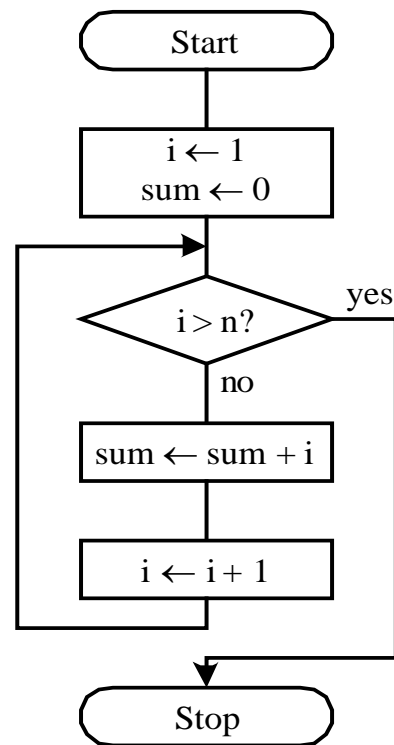 Start
i ← 1
sum ← 0
i > n?
yes
no
sum ← sum + i
i ← i + 1
Stop